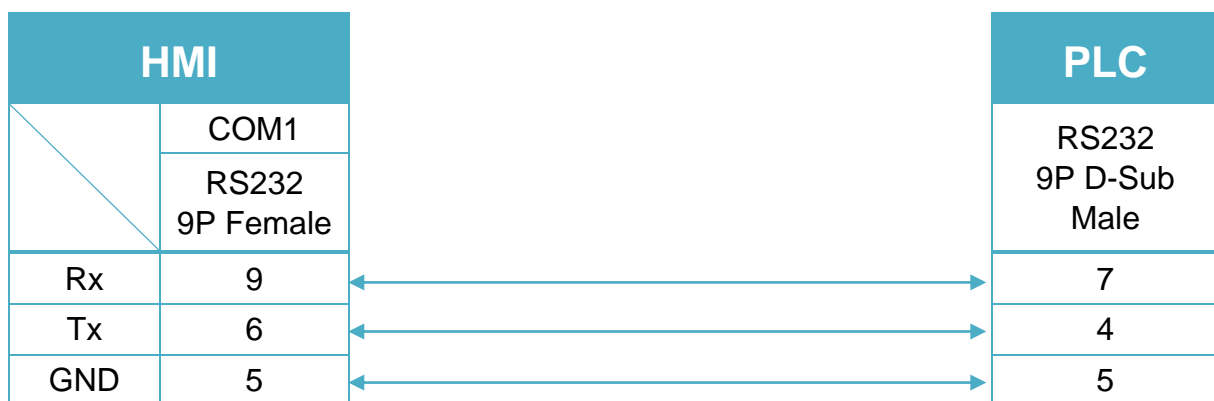 HMI
PLC
COM1
RS232
9P Female
RS232
9P D-Sub
Male
Rx 9 7
Tx 6 4
GND 5 5